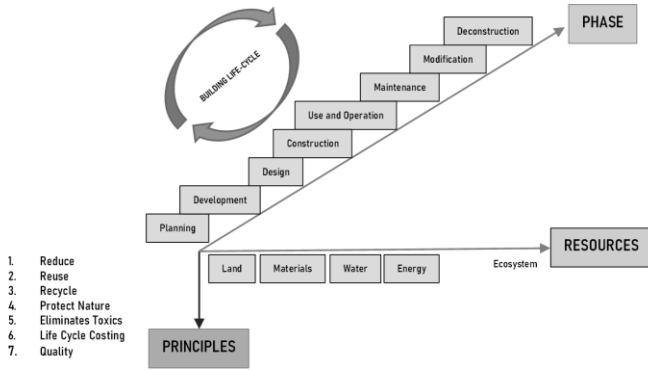 PHASE
Deconstruction
Modification
Maintenance
Use and Operation
Construction
Design
Development
Planning
BUILDING LIFE-CYCLE
RESOURCES
Ecosystem
Land
Materials
Water
Energy
1. Reduce
2. Reuse
3. Recycle
4. Protect Nature
5. Eliminates Toxics
6. Life Cycle Costing
7. Quality
PRINCIPLES